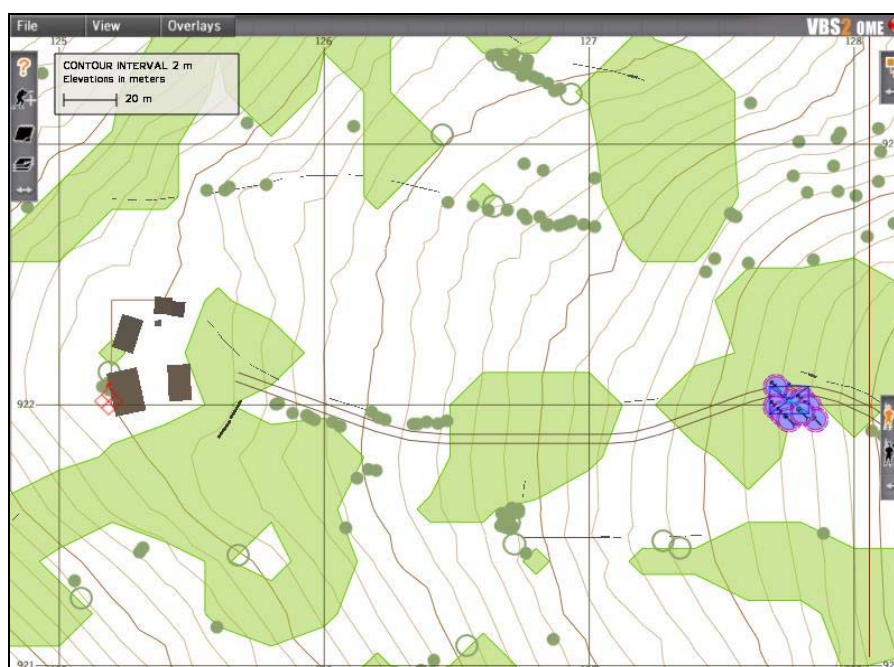 File View Overlays VBS2 OME
125 126 127 128
CONTOUR INTERVAL 2 m
Elevations in meters
20 m
?
922
921